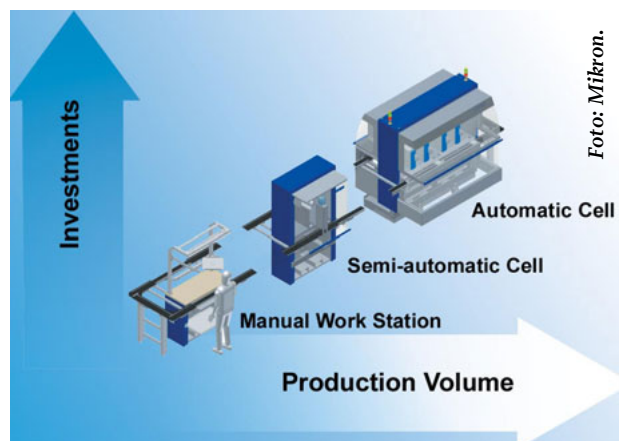 Investments
Foto: Mikron.
Automatic Cell
Semi-automatic Cell
Manual Work Station
Production Volume